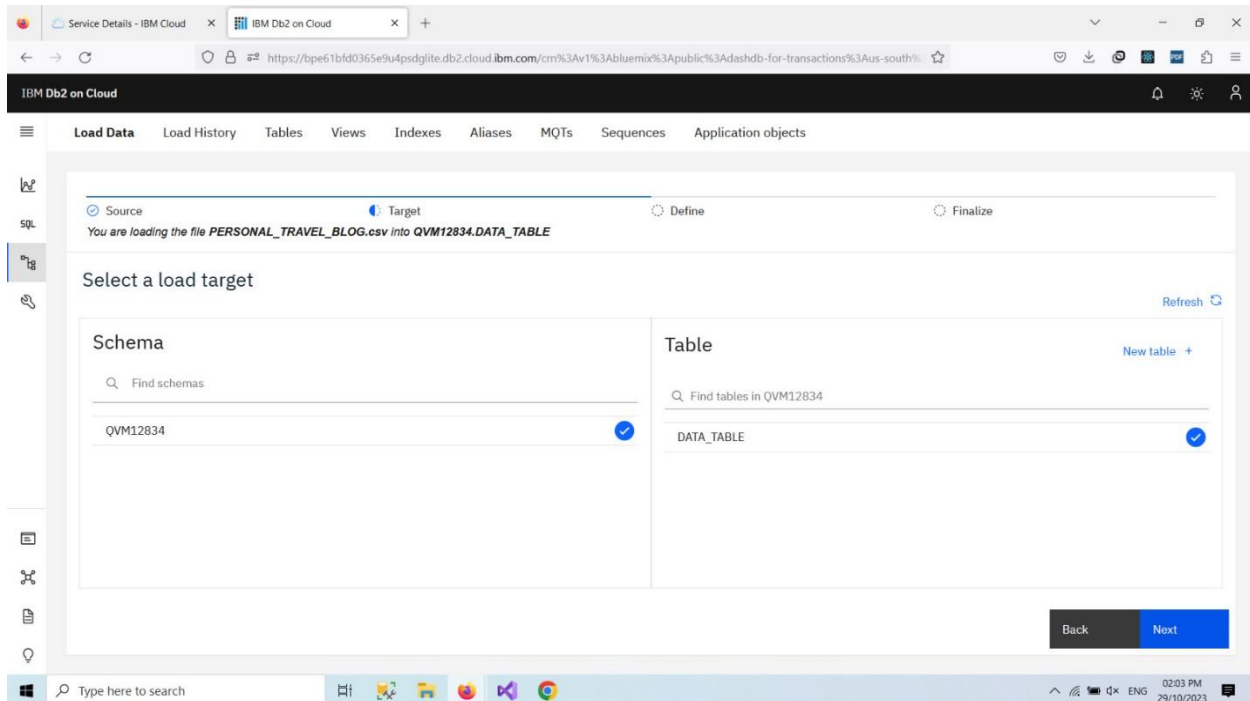 Service Details - IBM Cloud
IBM Db2 on Cloud
https://bpe61bfd0365e9u4psdglite.db2.cloud.ibm.com/crn%3Av1%3Abluemix%3Apublic%3Adashdb-for-transactions%3Aus-south%
IBM Db2 on Cloud
Load Data Load History Tables Views Indexes Aliases MQTs Sequences Application objects
Source Target Define Finalize
You are loading the file PERSONAL_TRAVEL_BLOG.csv into QVM12834.DATA_TABLE
SQL
Select a load target
Refresh
Schema
Table
New table +
Find schemas
Find tables in QVM12834
QVM12834
DATA_TABLE
Back Next
Type here to search
ENG
02:03 PM
29/10/2023